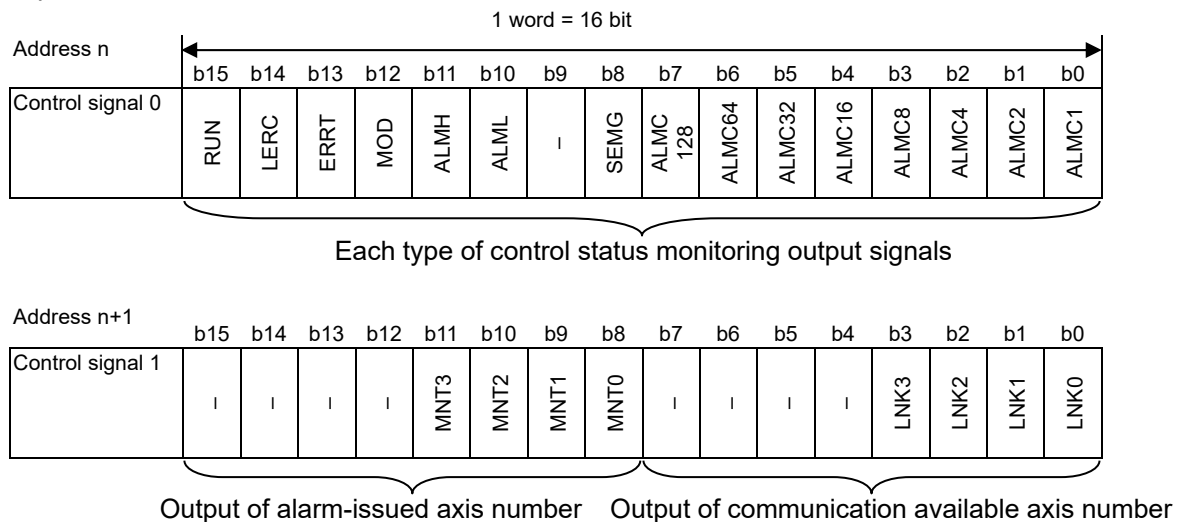 1 word = 16 bit
Address n
b15 b14 b13 b12 b11 b10 b9 b8 b7 b6 b5 b4 b3 b2 b1 b0
Control signal 0
RUN LERC ERRT MOD ALMH ALML – SEMG ALMC 128 ALMC64 ALMC32 ALMC16 ALMC8 ALMC4 ALMC2 ALMC1
Each type of control status monitoring output signals
Address n+1
b15 b14 b13 b12 b11 b10 b9 b8 b7 b6 b5 b4 b3 b2 b1 b0
Control signal 1
– – – – MNT3 MNT2 MNT1 MNT0 – – – – LNK3 LNK2 LNK1 LNK0
Output of alarm-issued axis number Output of communication available axis number